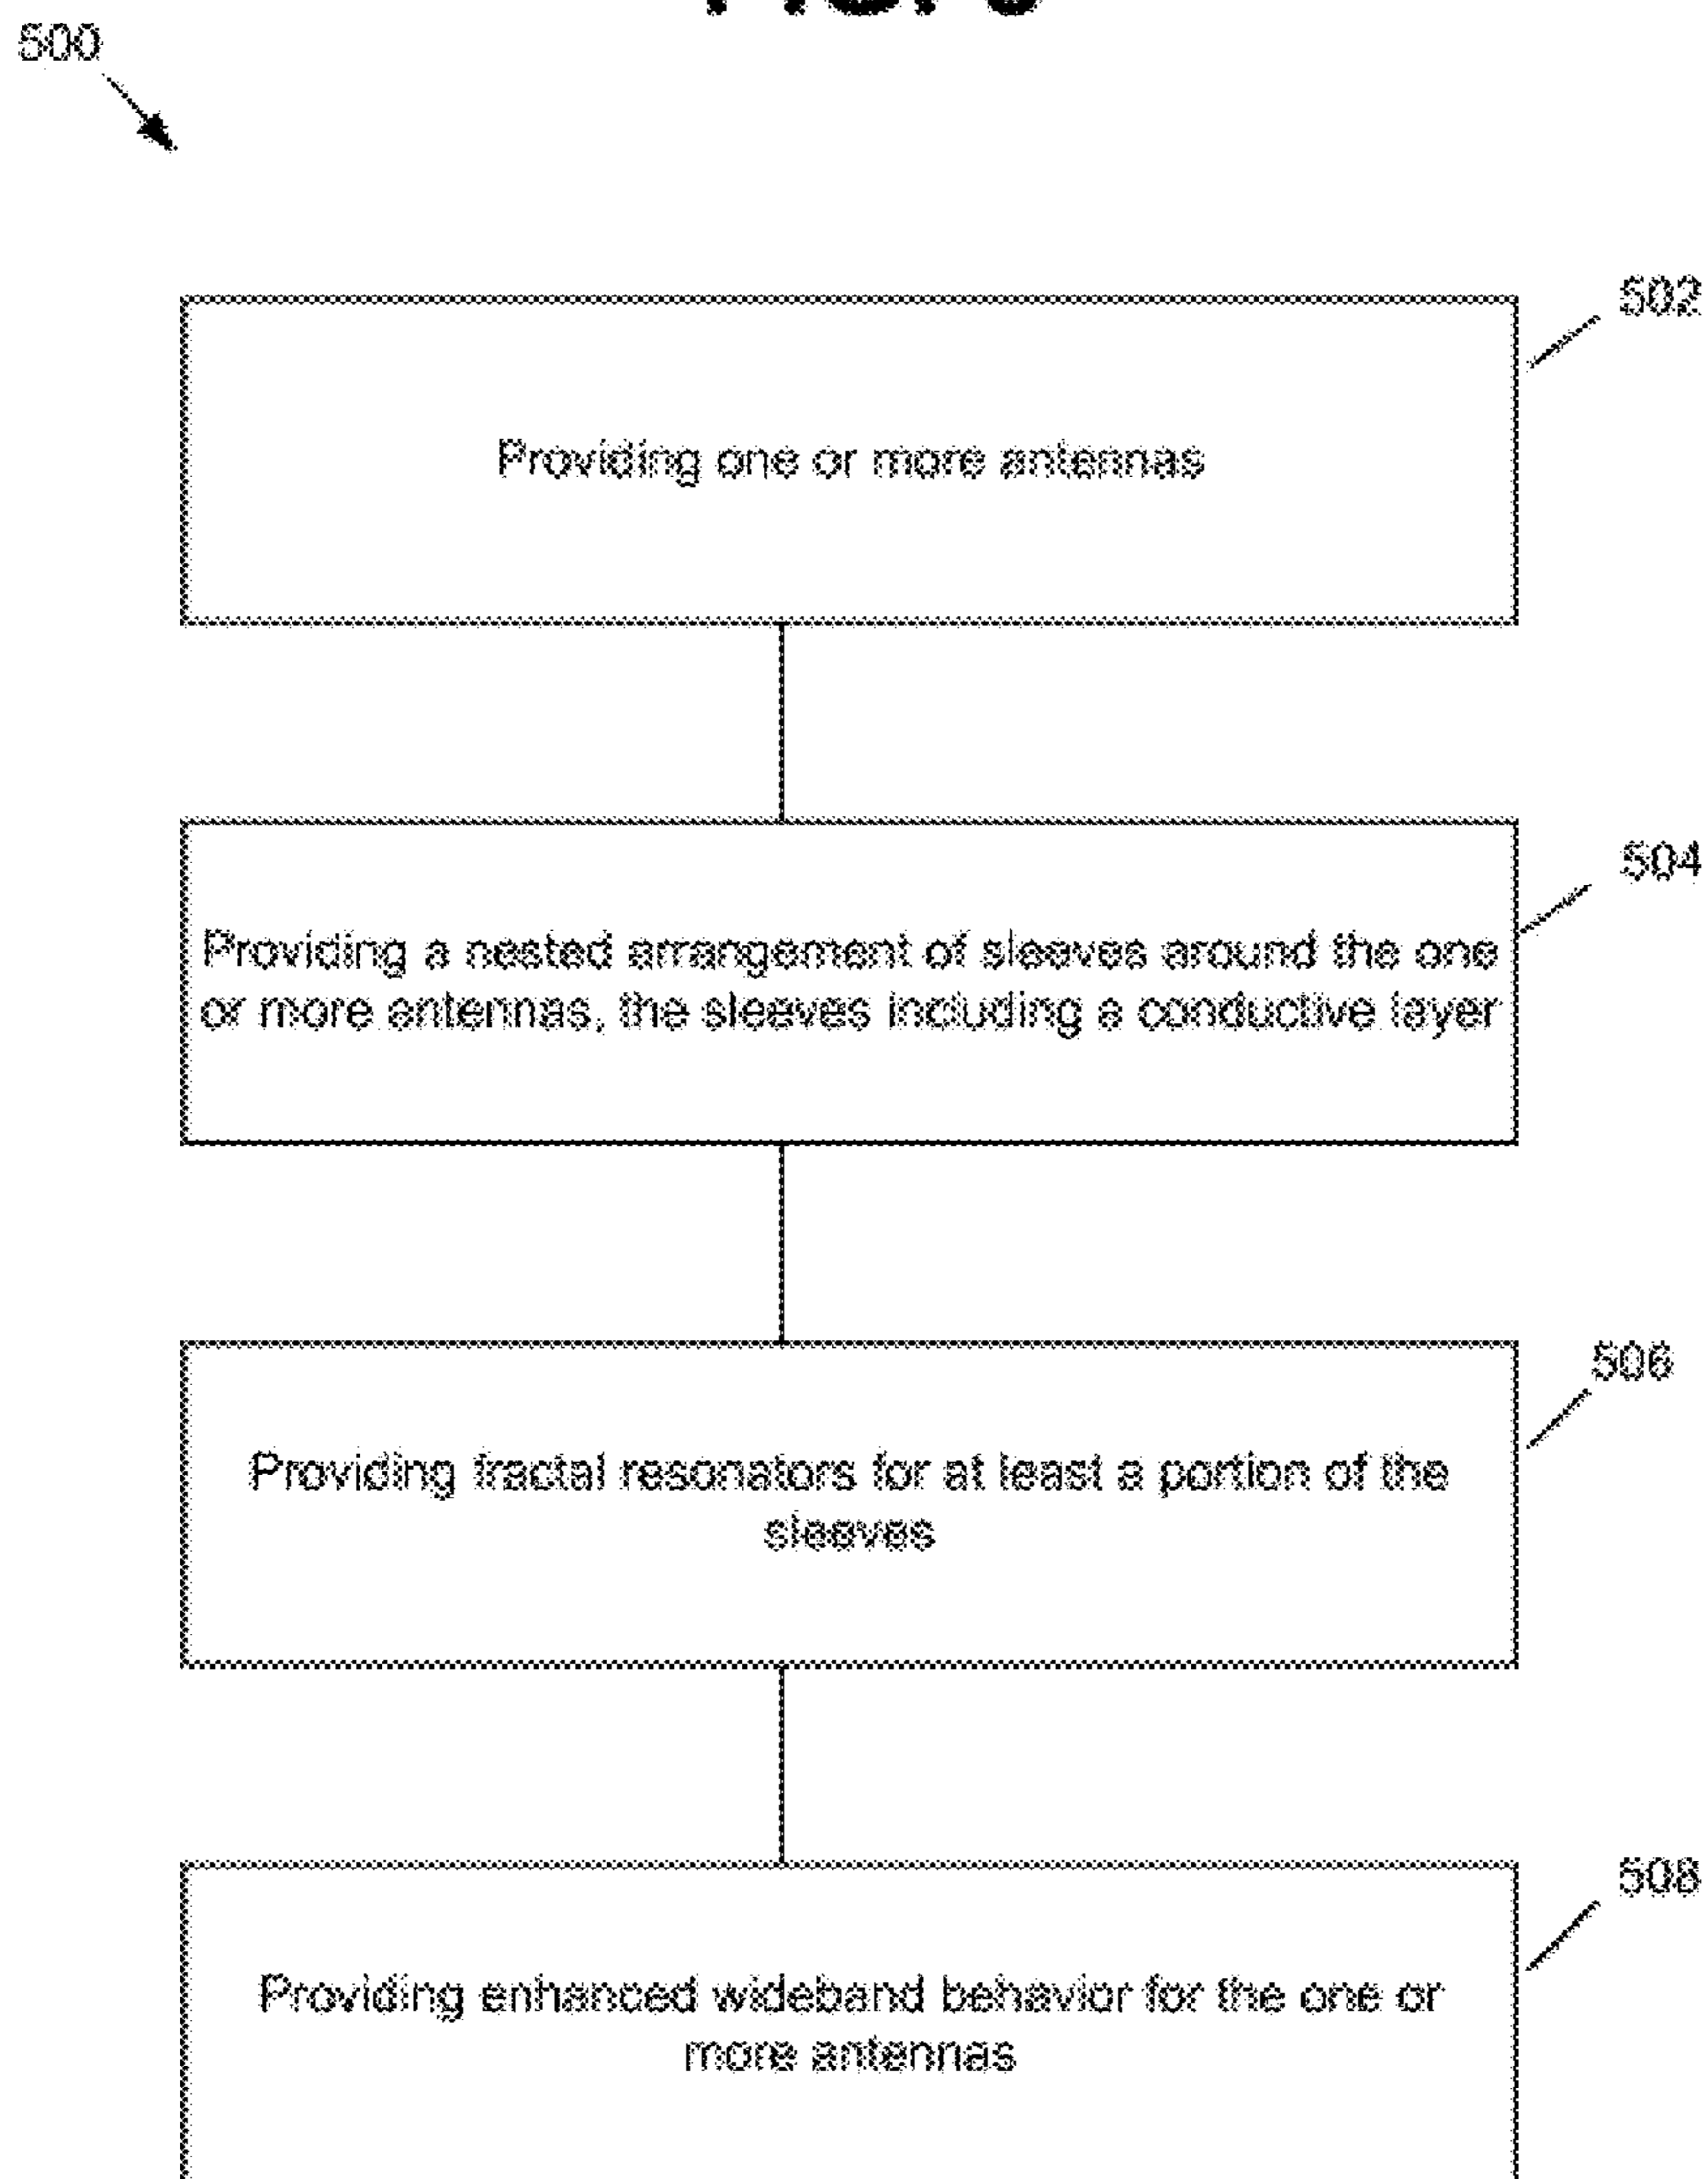 500
502
Providing one or more antennas
504
Providing a nested arrangement of sleeves around the one
or more antennas, the sleeves including a conductive layer
506
Providing fractal resonators for at least a portion of the
sleeves
508
Providing enhanced wideband behavior for the one or
more antennas